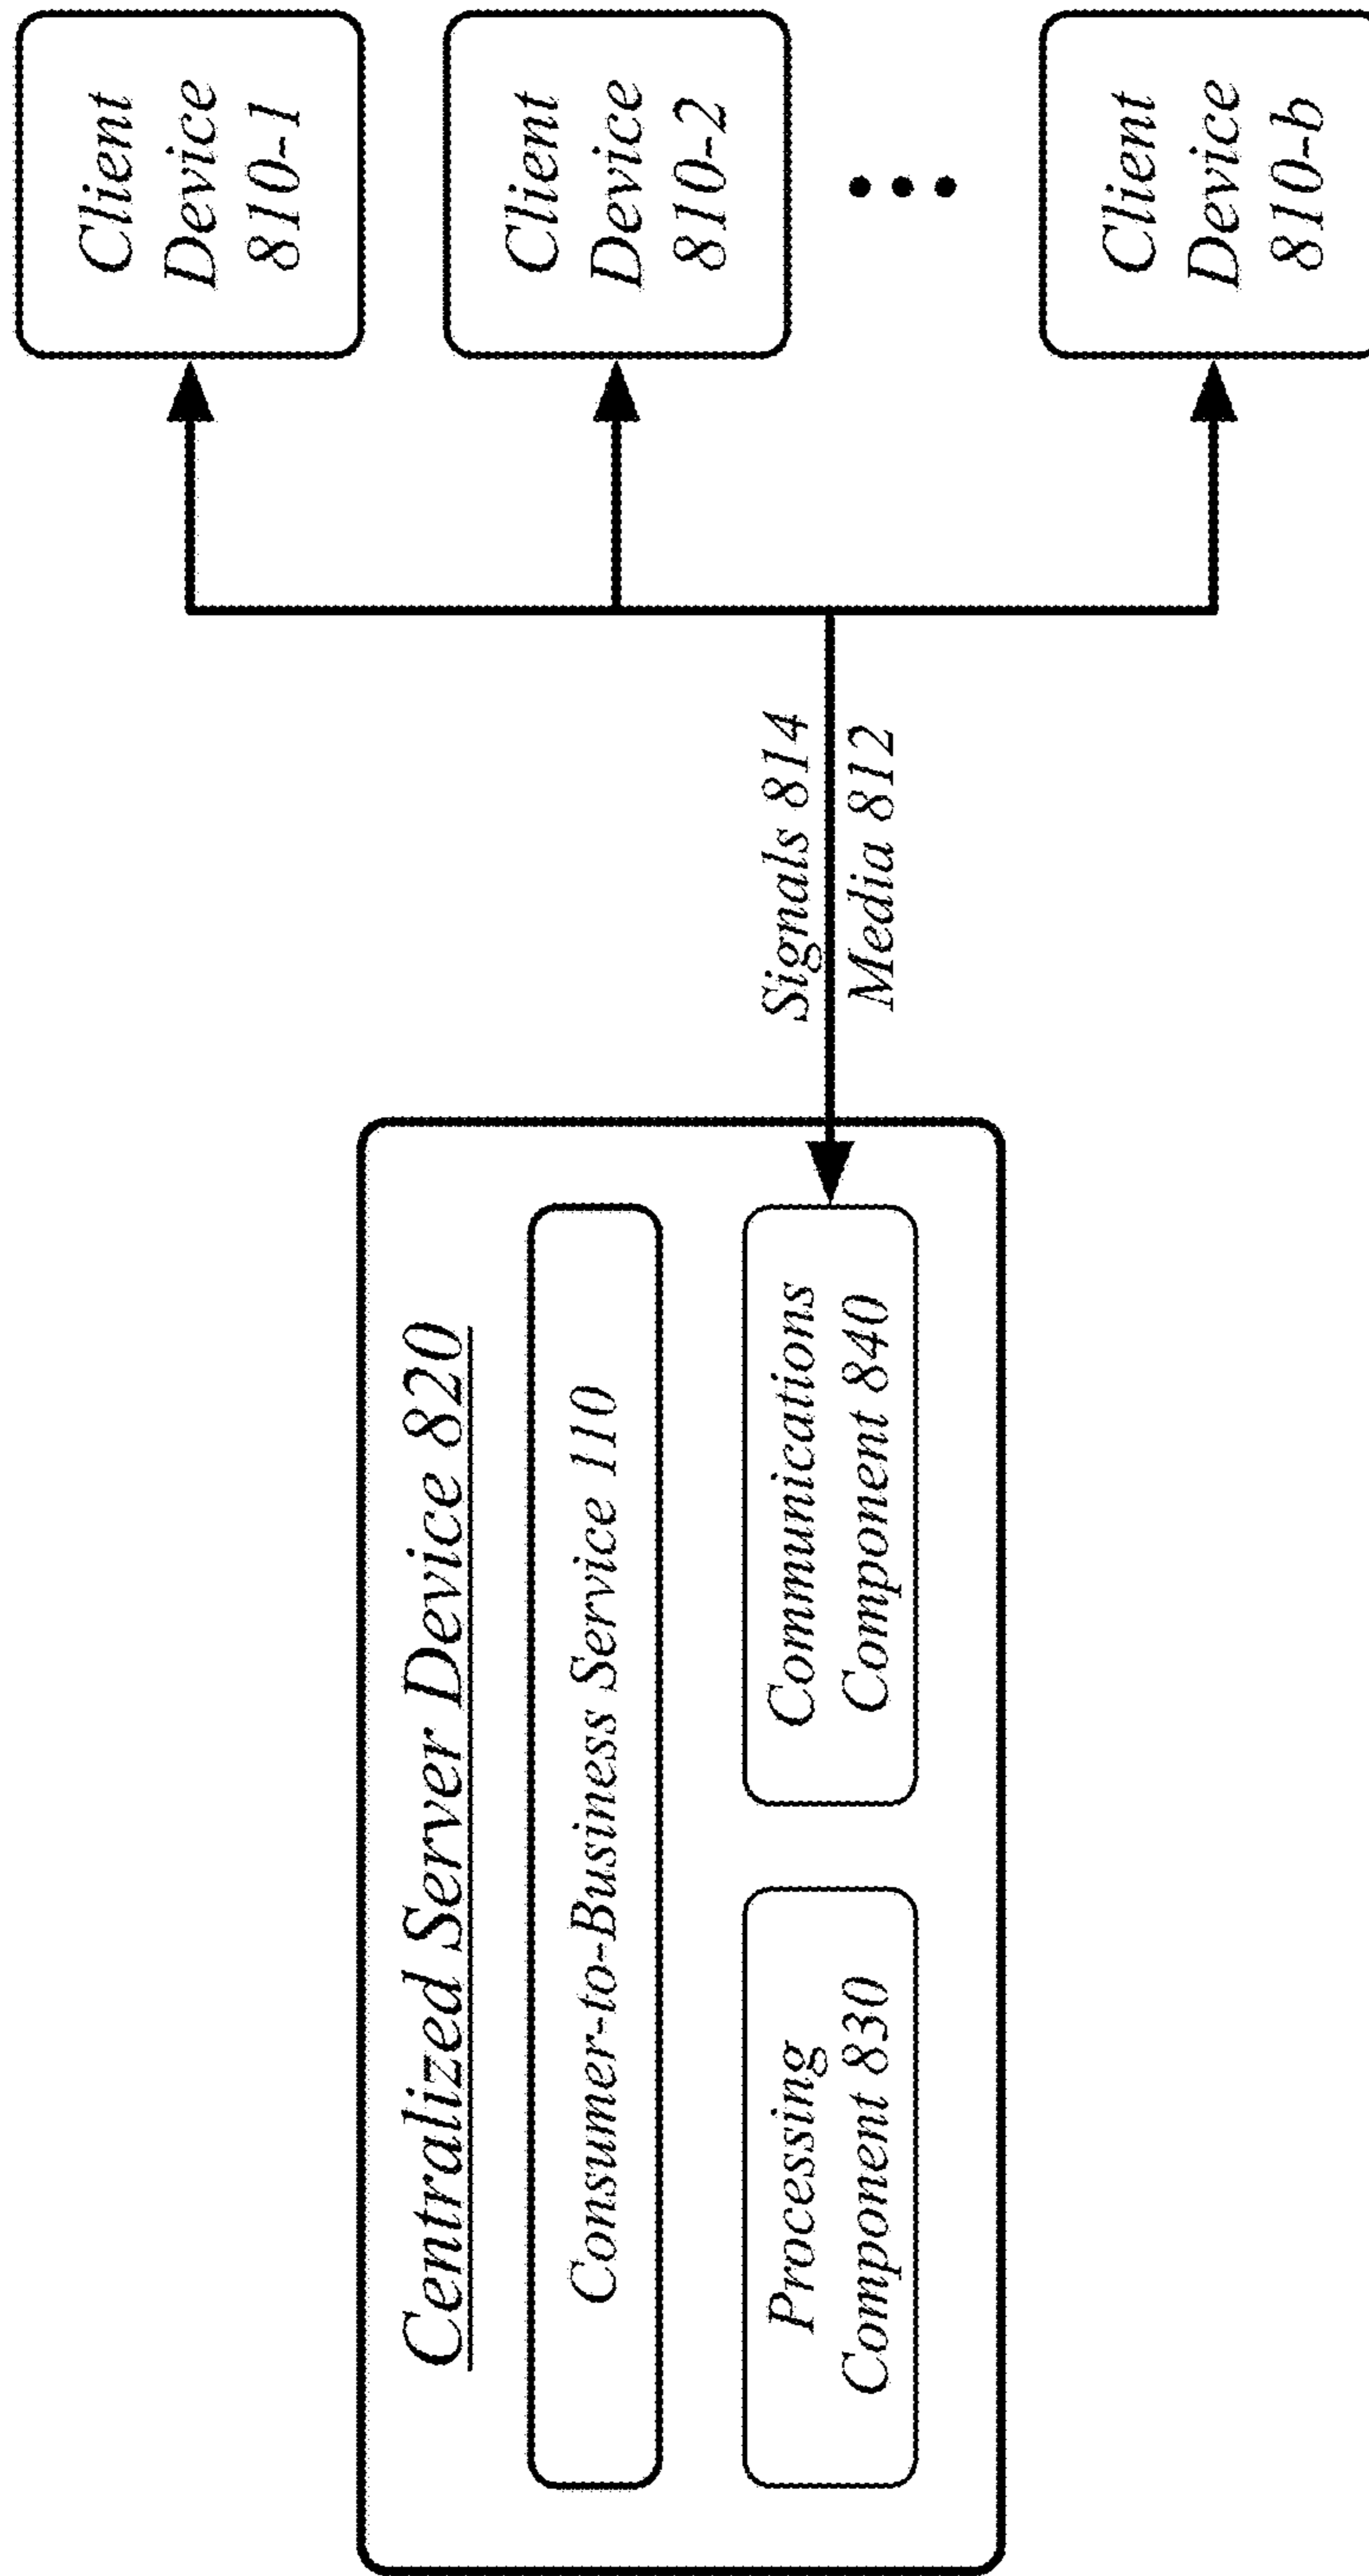 Centralized Server Device 820
Consumer-to-Business Service 110
Processing
Component 830
Communications
Component 840
Signals 814
Media 812
Client
Device
810-1
Client
Device
810-2
Client
Device
810-b